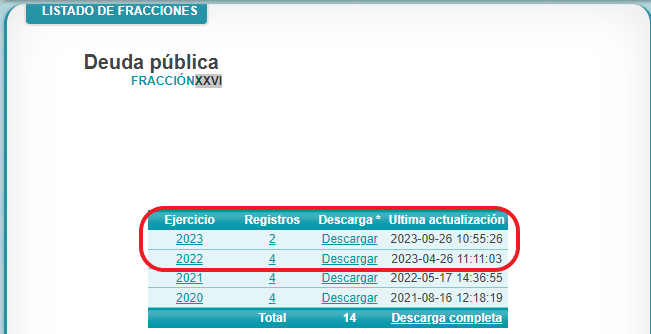 LISTADO DE FRACCIONES
Deuda pública
FRACCIÓNXXVI
Ejercicio Registros Descarga * Ultima actualización
2023 2 Descargar 2023-09-26 10:55:26
2022 4 Descargar 2023-04-26 11:11:03
2021 4 Descargar 2022-05-17 14:36:55
2020 4 Descargar 2021-08-16 12:18:19
Total 14 Descarga completa